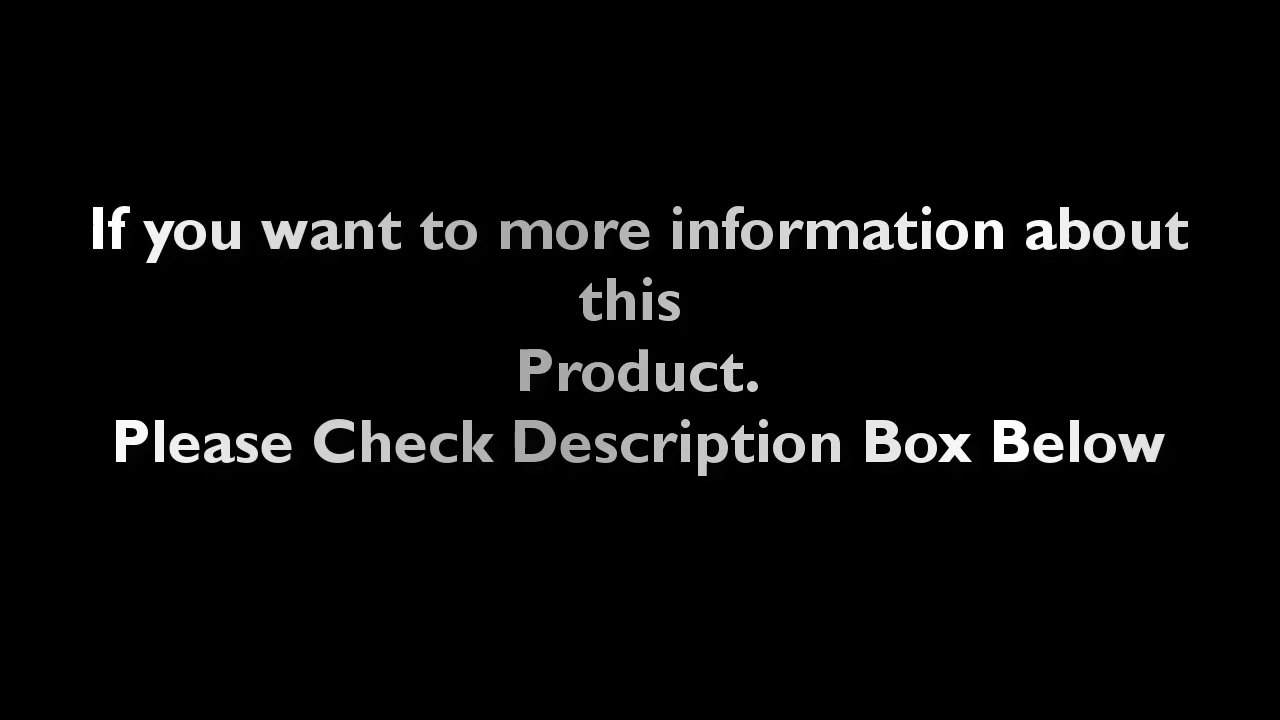 If you want to more information about
this
Product.
Please Check Description Box Below